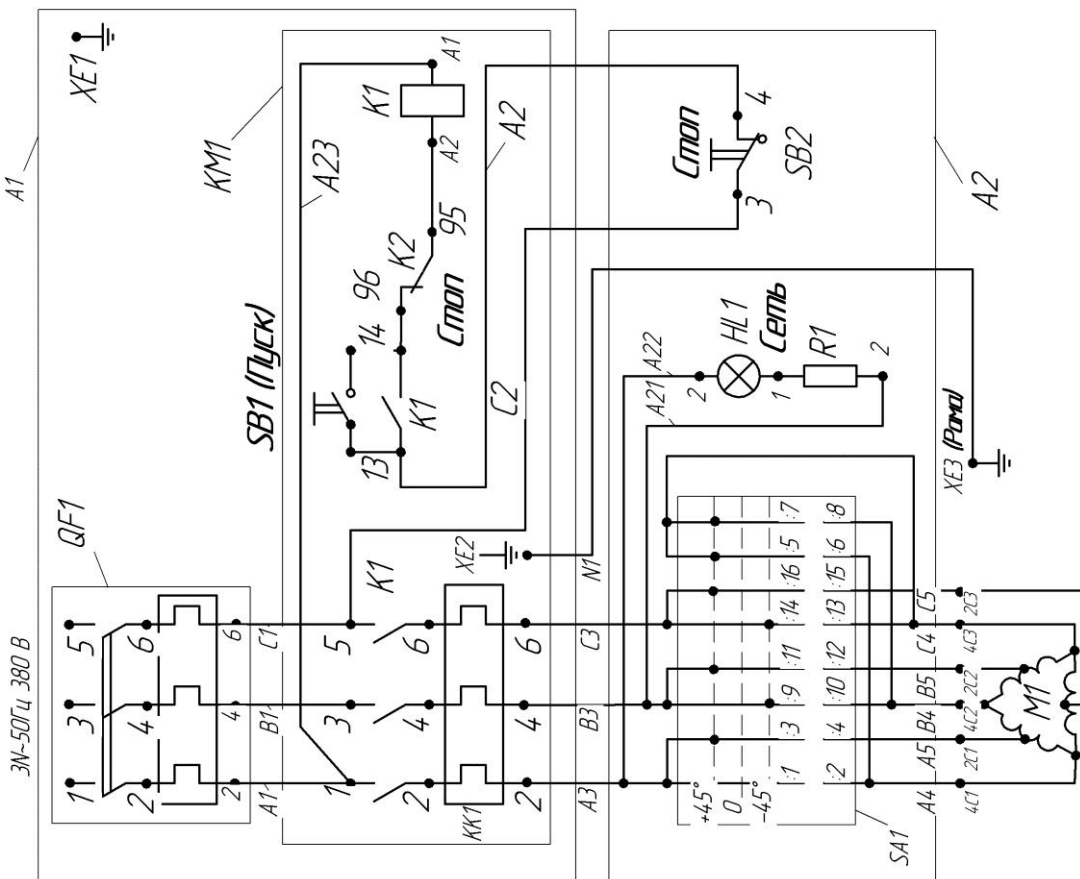 3N~50Гц 380 В
A1
XE1
QF1
KM1
1 3 5
2 4 6
2 4 6
A1 B1 C1
SB1 (Пуск)
A23
K1
A1
A2
A2
K2
95
96
14
Стоп
13
K1
C2
1 3 5
K1
2 4 6
KK1
2 4 6
XE2
N1
A3 B3 C3
Стоп
3
4
SB2
A2
A21
A22
2
HL1
1
Сеть
R1
2
XE3 (Рама)
+45°
0
-45°
:1 :3 :9 :11 :14 :16 :5 :7
:2 :4 :10 :12 :13 :15 :6 :8
SA1
A4 A5 B4 B5 C4 C5
4C1 2C1 4C2 2C2 4C3 2C3
M1